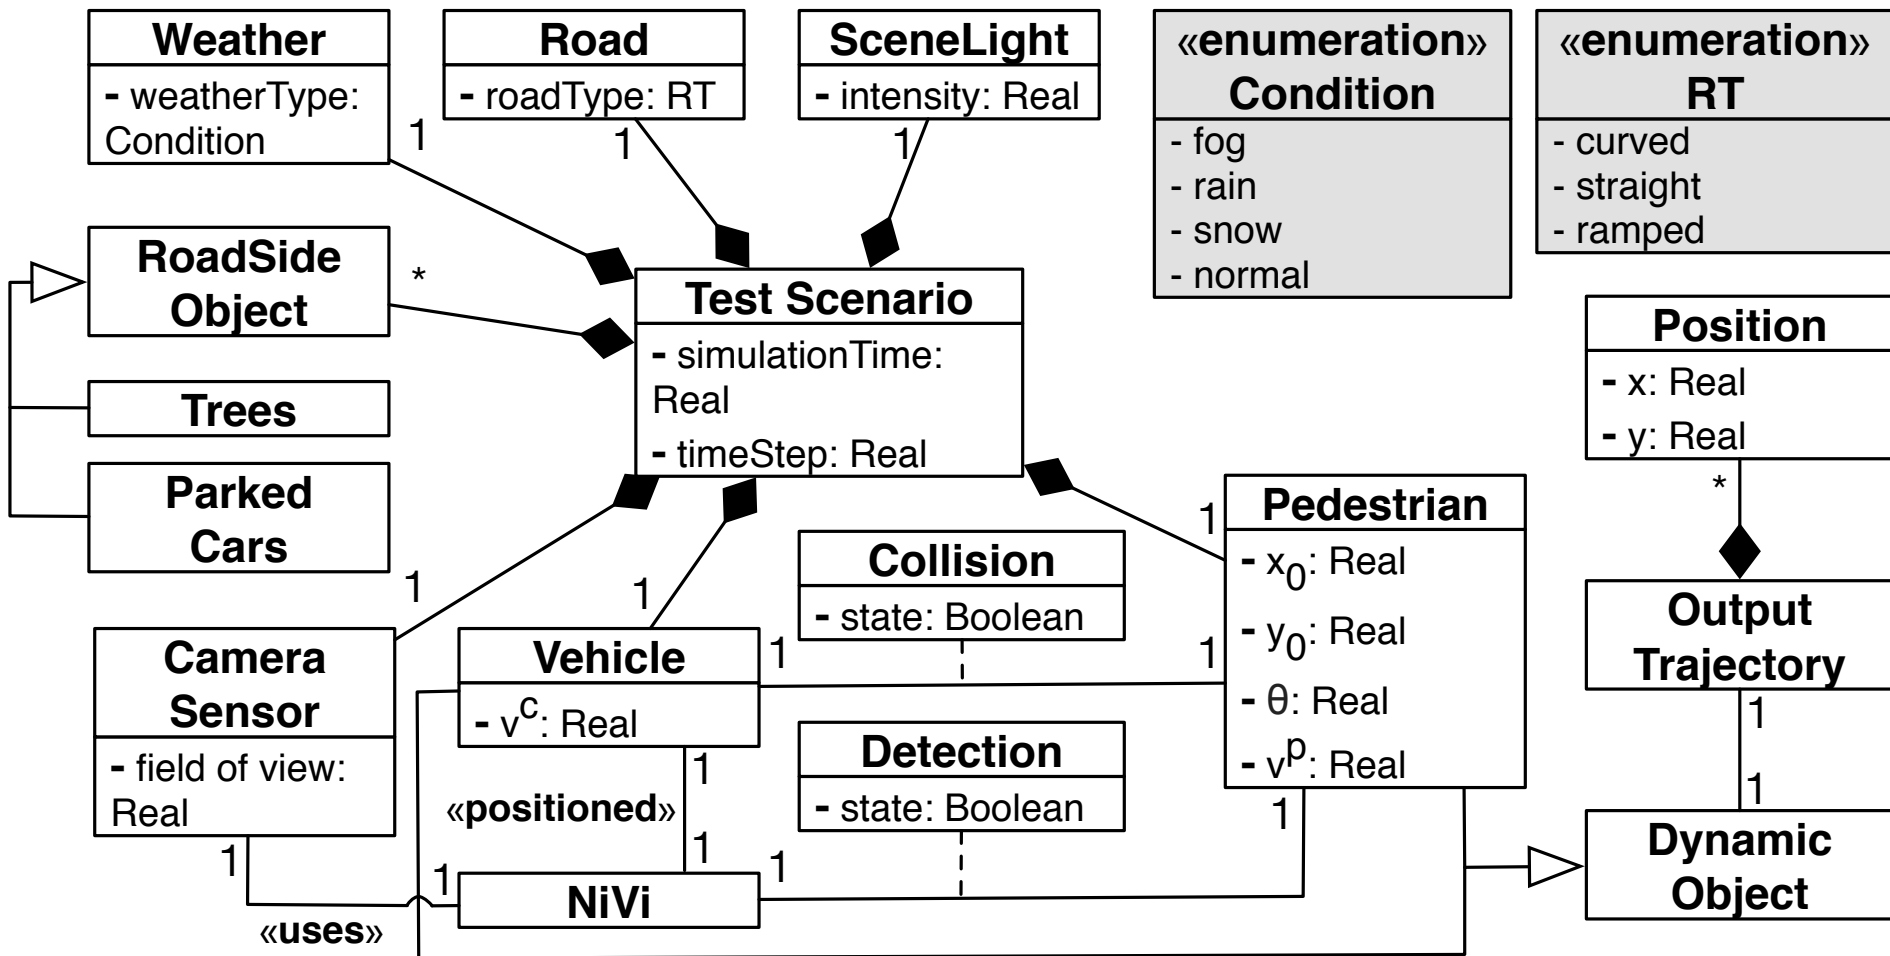 Weather
- weatherType:
Condition
1
Road
- roadType: RT
1
SceneLight
- intensity: Real
1
«enumeration»
Condition
- fog
- rain
- snow
- normal
«enumeration»
RT
- curved
- straight
- ramped
RoadSide
Object
*
Trees
Parked
Cars
Test Scenario
- simulationTime:
Real
- timeStep: Real
Position
- x: Real
- y: Real
*
Output
Trajectory
1
1
Dynamic
Object
1
Pedestrian
- x₀: Real
- y₀: Real
- θ: Real
- vᵖ: Real
1
1
Collision
- state: Boolean
1
1
Camera
Sensor
- field of view:
Real
1
1
Vehicle
- vᶜ: Real
1
1
«positioned»
1
Detection
- state: Boolean
1
NiVi
1
«uses»